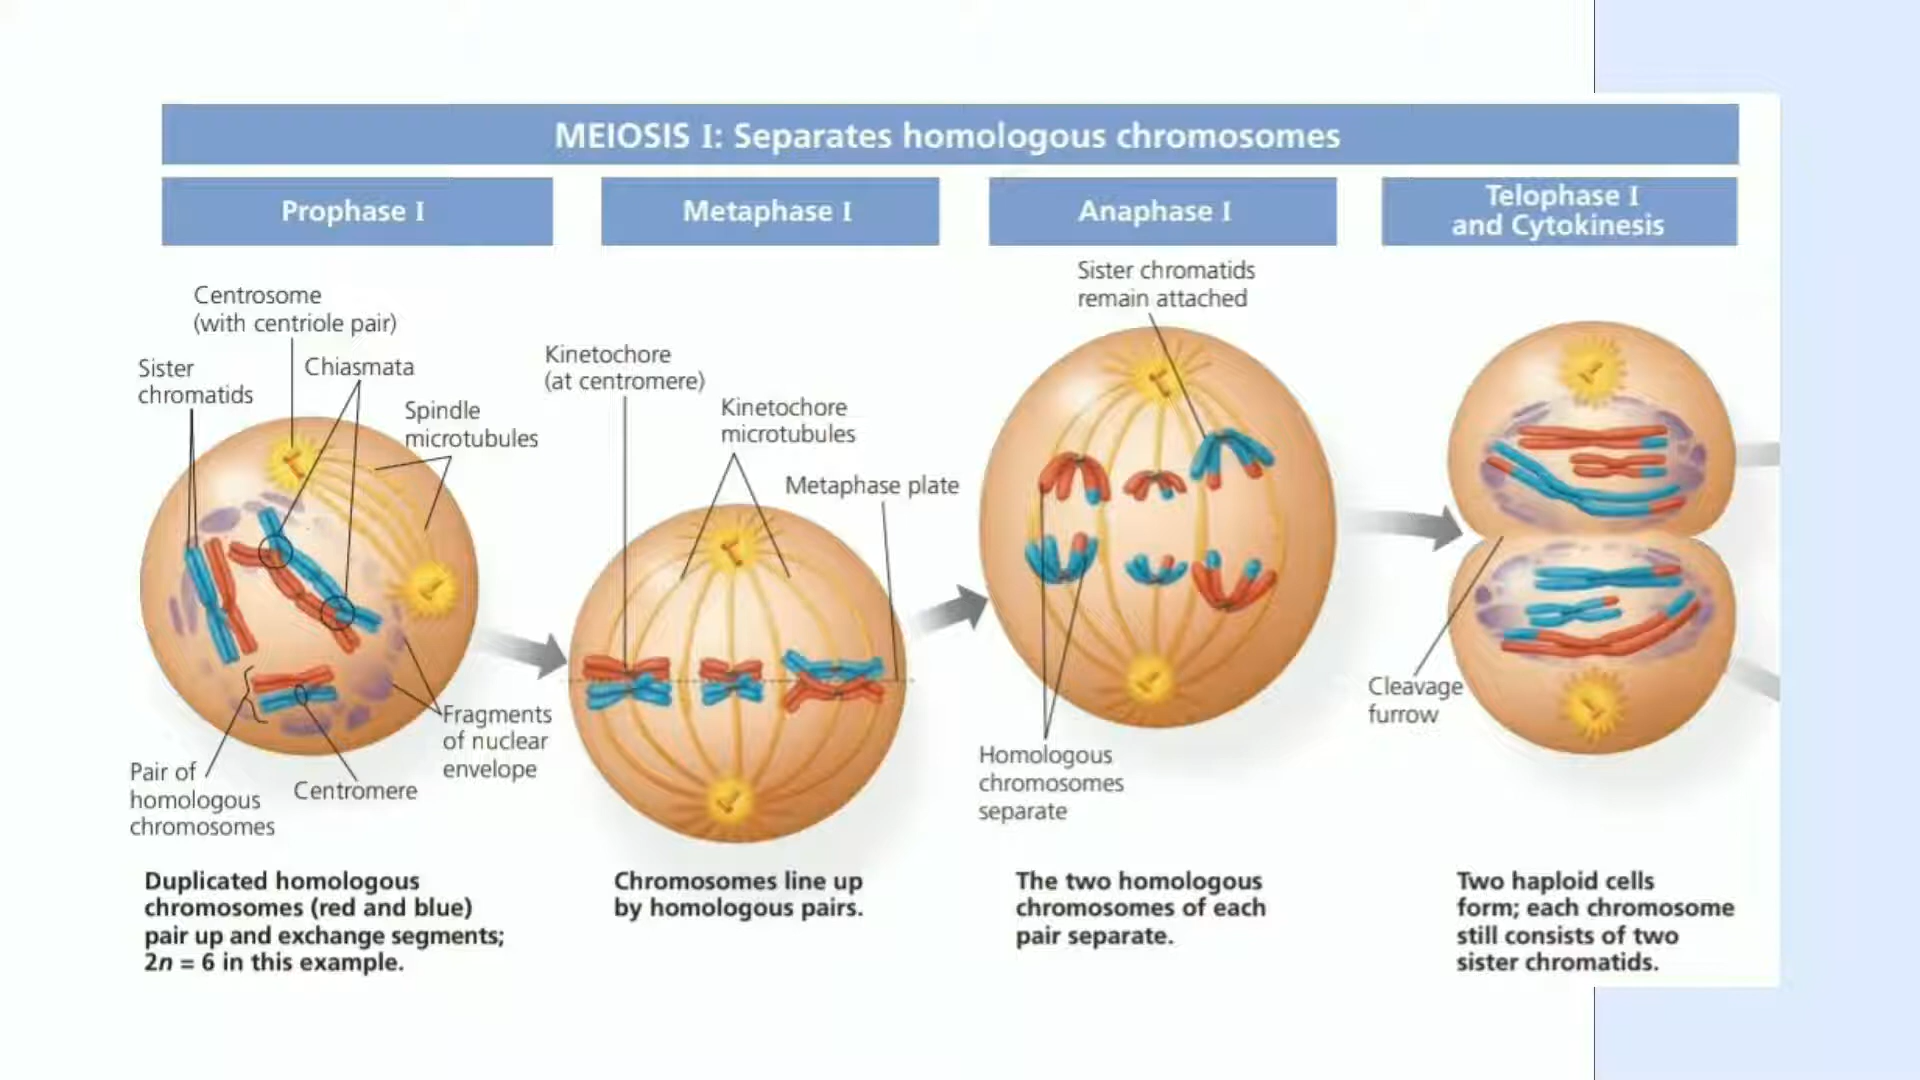 MEIOSIS I: Separates homologous chromosomes
Prophase I
Metaphase I
Anaphase I
Telophase I
and Cytokinesis
Centrosome
(with centriole pair)
Sister
chromatids
Chiasmata
Spindle
microtubules
Pair of
homologous
chromosomes
Centromere
Fragments
of nuclear
envelope
Duplicated homologous
chromosomes (red and blue)
pair up and exchange segments;
2n = 6 in this example.
Kinetochore
(at centromere)
Kinetochore
microtubules
Metaphase plate
Chromosomes line up
by homologous pairs.
Sister chromatids
remain attached
Homologous
chromosomes
separate
The two homologous
chromosomes of each
pair separate.
Cleavage
furrow
Two haploid cells
form; each chromosome
still consists of two
sister chromatids.